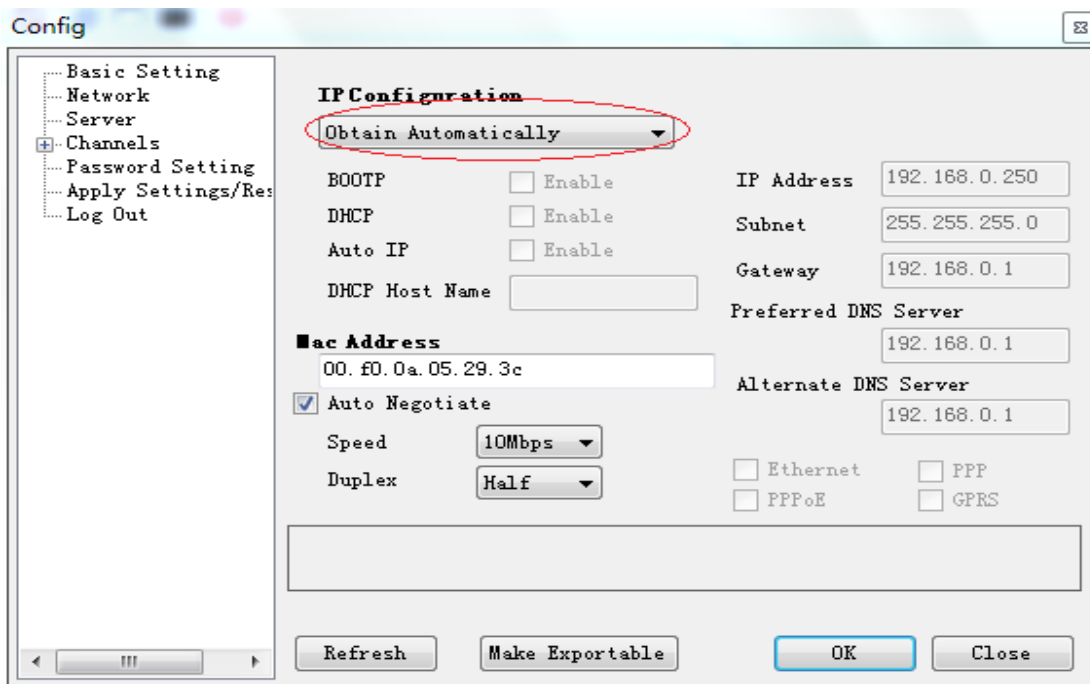 Config
Basic Setting
Network
Server
Channels
Password Setting
Apply Settings/Res
Log Out
IP Configuration
Obtain Automatically
BOOTP
Enable
DHCP
Enable
Auto IP
Enable
DHCP Host Name
Mac Address
00.f0.0a.05.29.3c
Auto Negotiate
Speed
10Mbps
Duplex
Half
IP Address
192.168.0.250
Subnet
255.255.255.0
Gateway
192.168.0.1
Preferred DNS Server
192.168.0.1
Alternate DNS Server
192.168.0.1
Ethernet
PPP
PPPoE
GPRS
Refresh
Make Exportable
OK
Close